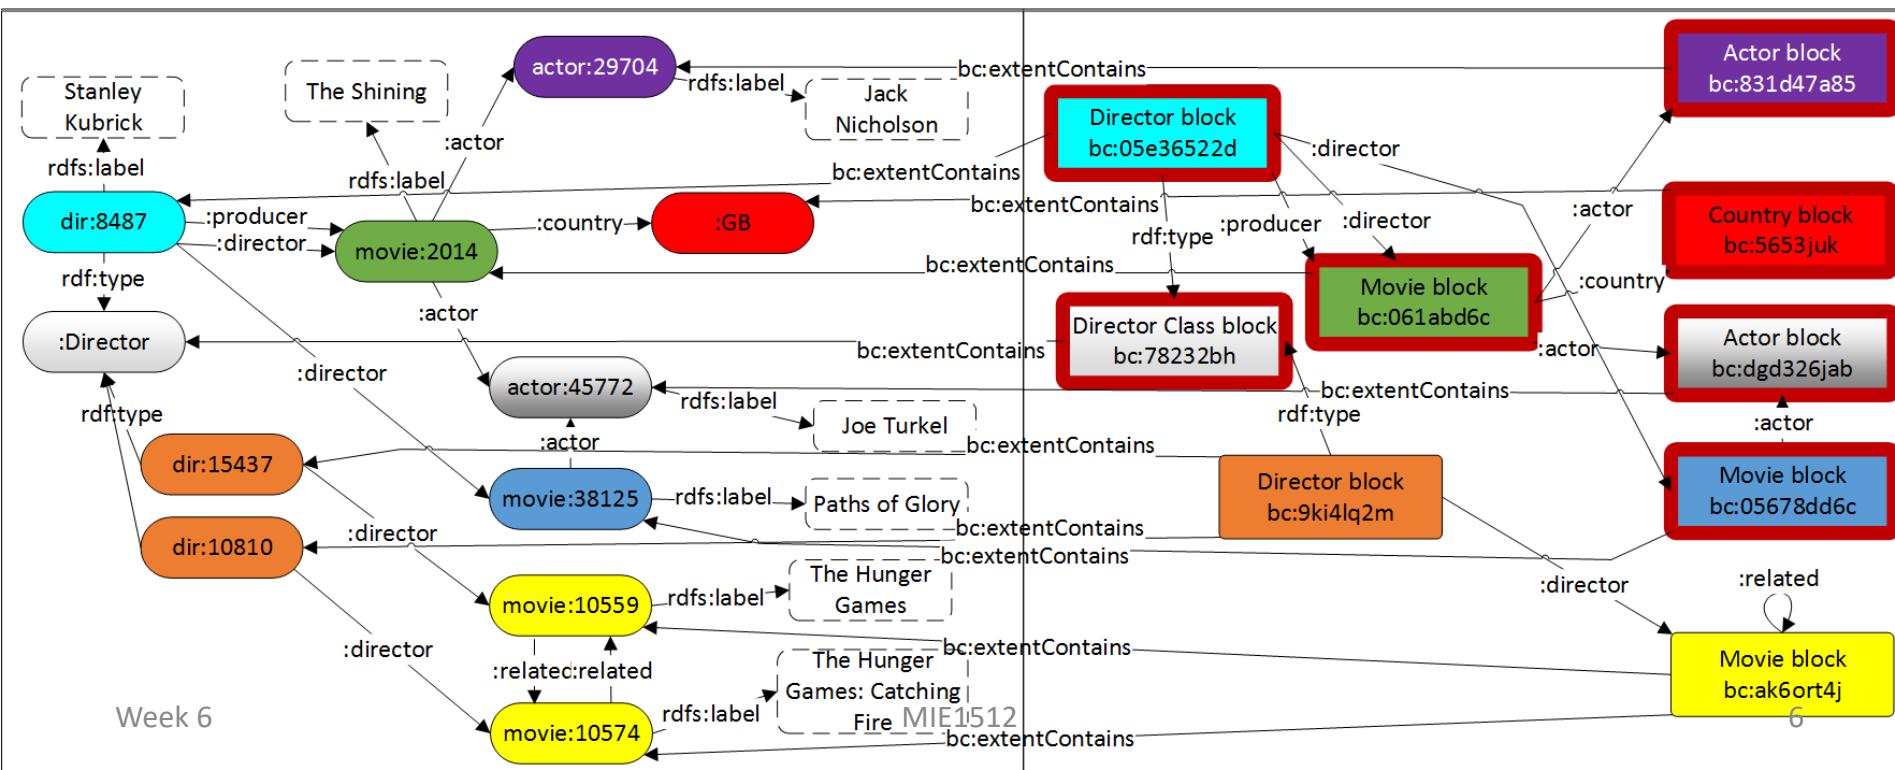 actor:29704
bc:extentContains
Actor block
bc:831d47a85
Stanley
Kubrick
The Shining
rdfs:label
Jack
Nicholson
Director block
bc:05e36522d
:actor
:director
rdfs:label
rdfs:label
bc:extentContains
dir:8487
:producer
:director
movie:2014
:country
:GB
bc:extentContains
rdf:type
:producer
:director
:actor
Country block
bc:5653juk
rdf:type
bc:extentContains
Movie block
bc:061abd6c
:country
:Director
:actor
bc:extentContains
Director Class block
bc:78232bh
:actor
Actor block
bc:dgd326jab
:director
actor:45772
rdfs:label
bc:extentContains
rdf:type
rdf:type
Joe Turkel
:actor
bc:extentContains
:actor
dir:15437
movie:38125
rdfs:label
Paths of Glory
Director block
bc:9ki4lq2m
Movie block
bc:05678dd6c
:director
dir:10810
bc:extentContains
bc:extentContains
movie:10559
rdfs:label
The Hunger
Games
:director
:related
:director
bc:extentContains
:related
:related
The Hunger
Games: Catching
Fire
Movie block
bc:ak6ort4j
Week 6
movie:10574
rdfs:label
MIE1512
6
bc:extentContains